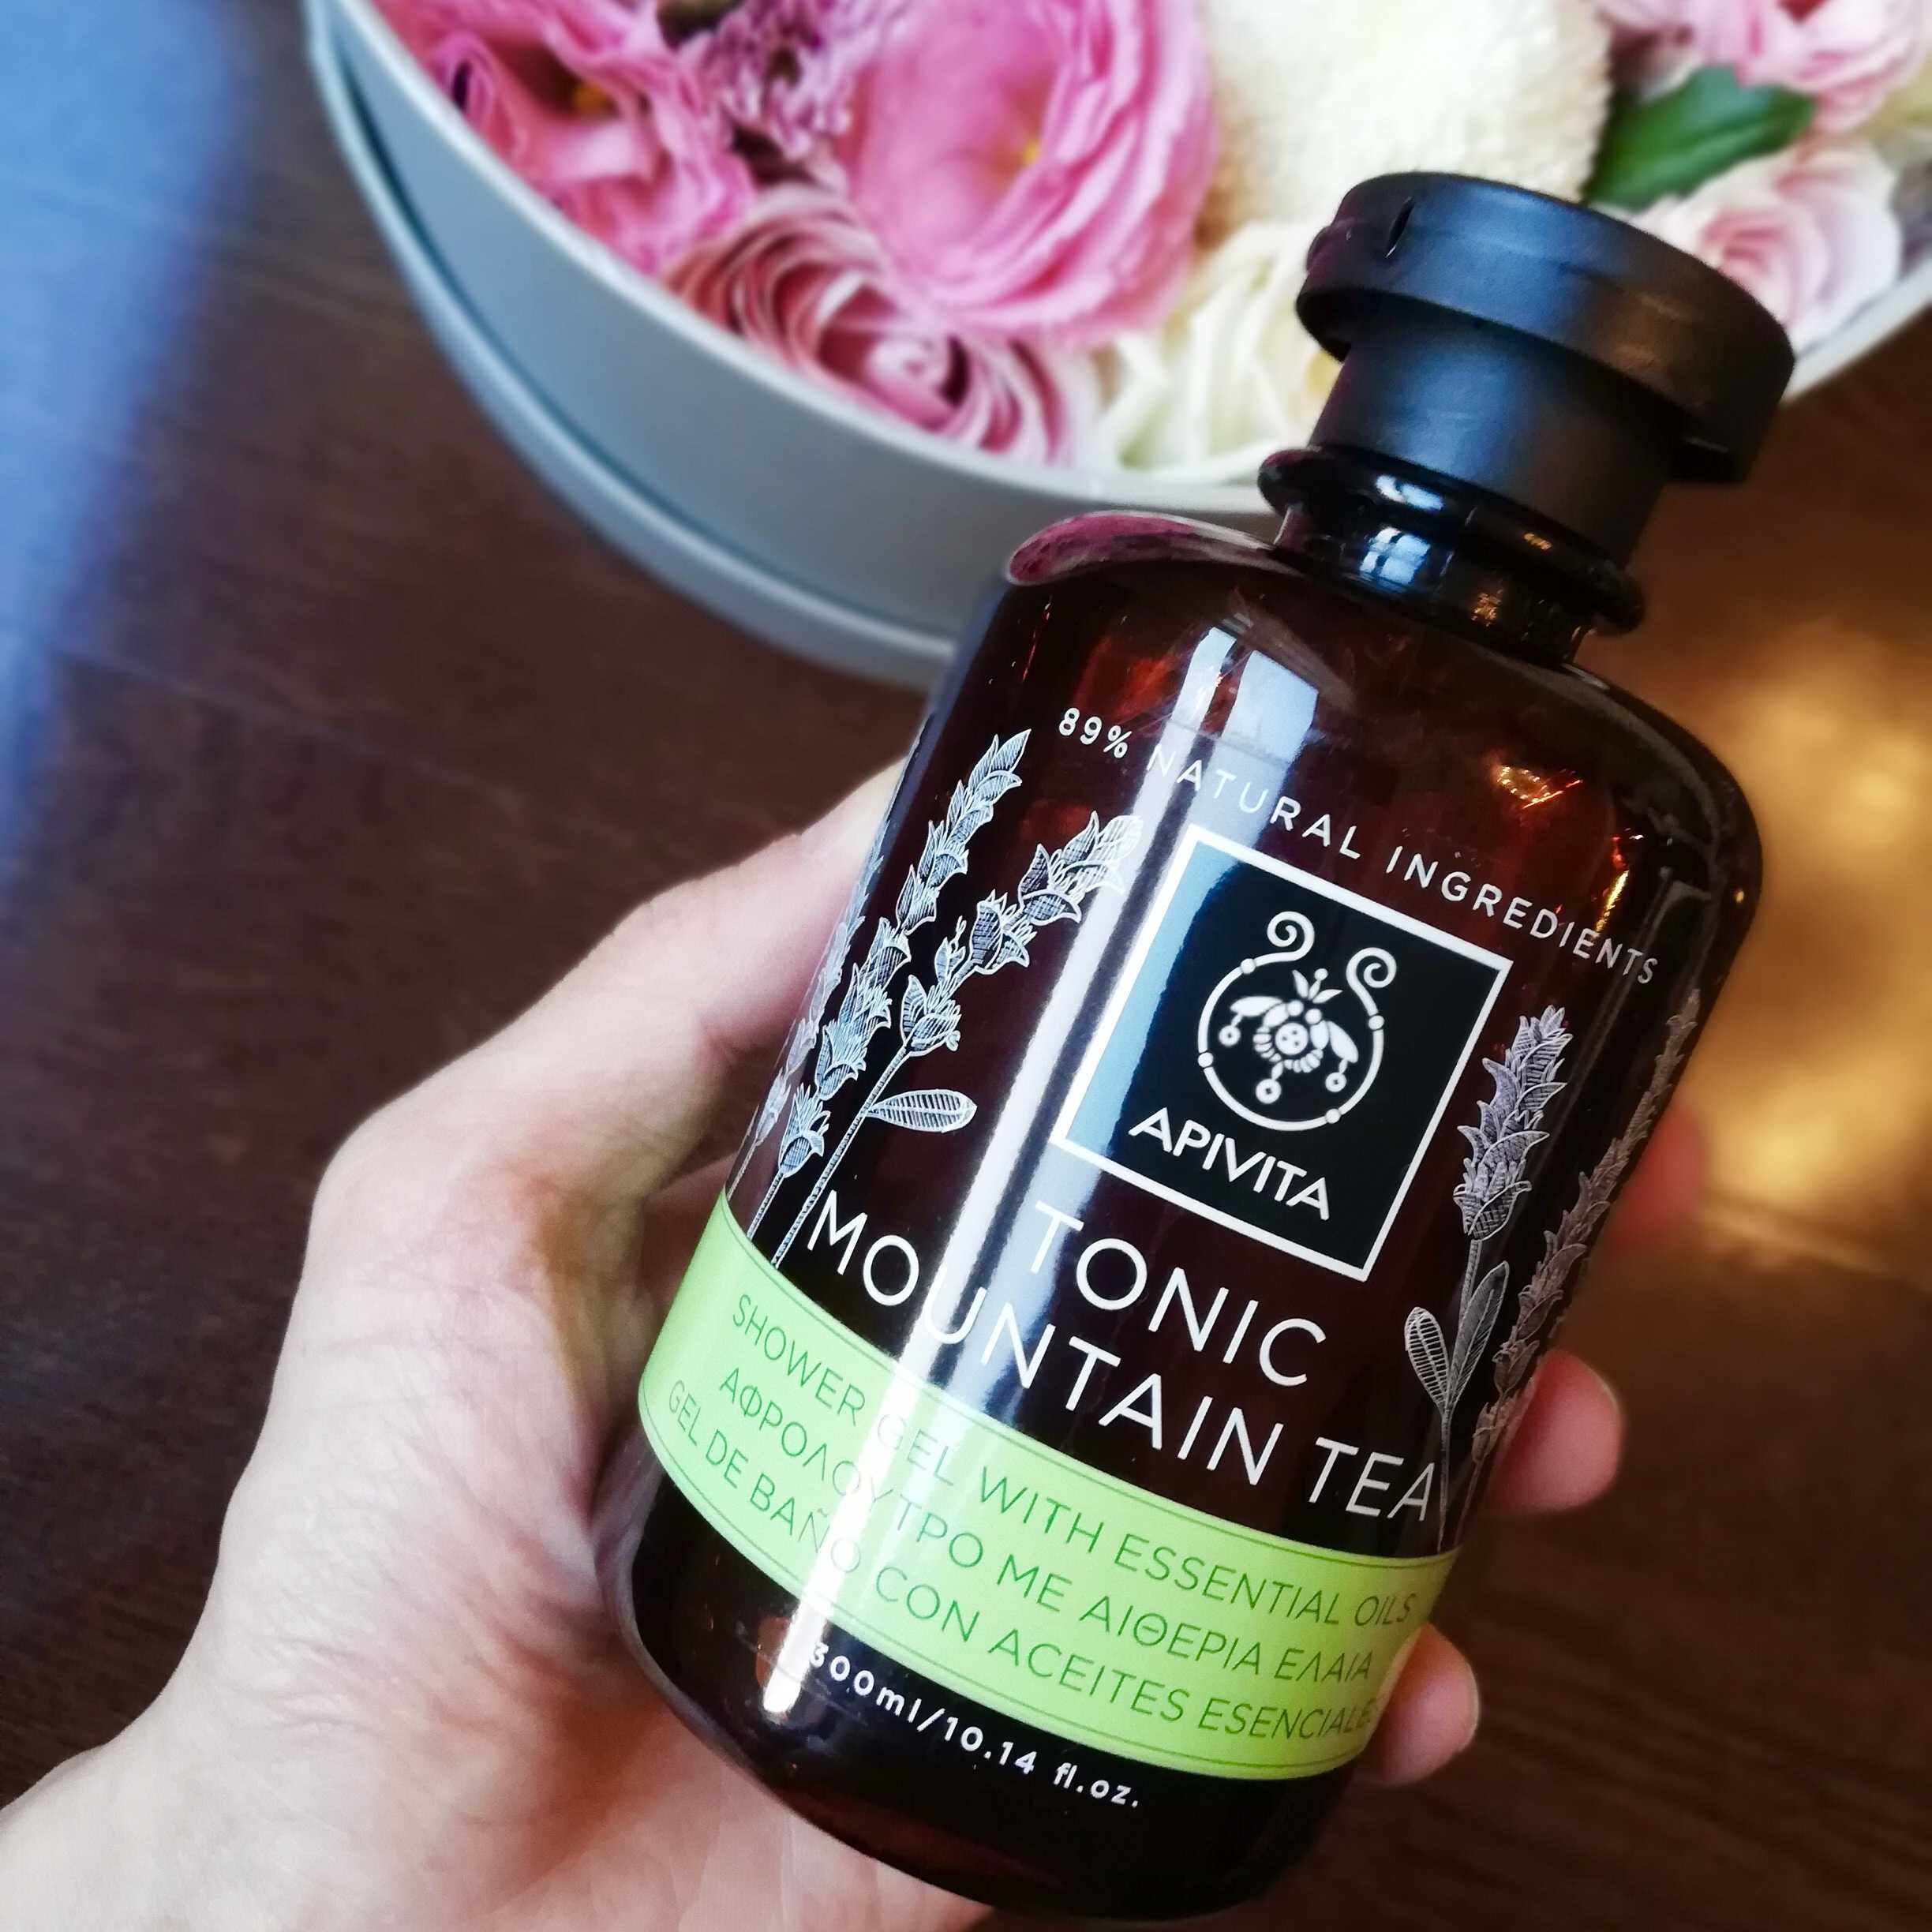 89% NATURAL INGREDIENTS
APIVITA
TONIC
MOUNTAIN TEA
SHOWER GEL WITH ESSENTIAL OILS
ΑΦΡΟΛΟΥΤΡΟ ΜΕ ΑΙΘΕΡΙΑ ΕΛΑΙΑ
GEL DE BAÑO CON ACEITES ESENCIALES
300ml/10.14 fl.oz.